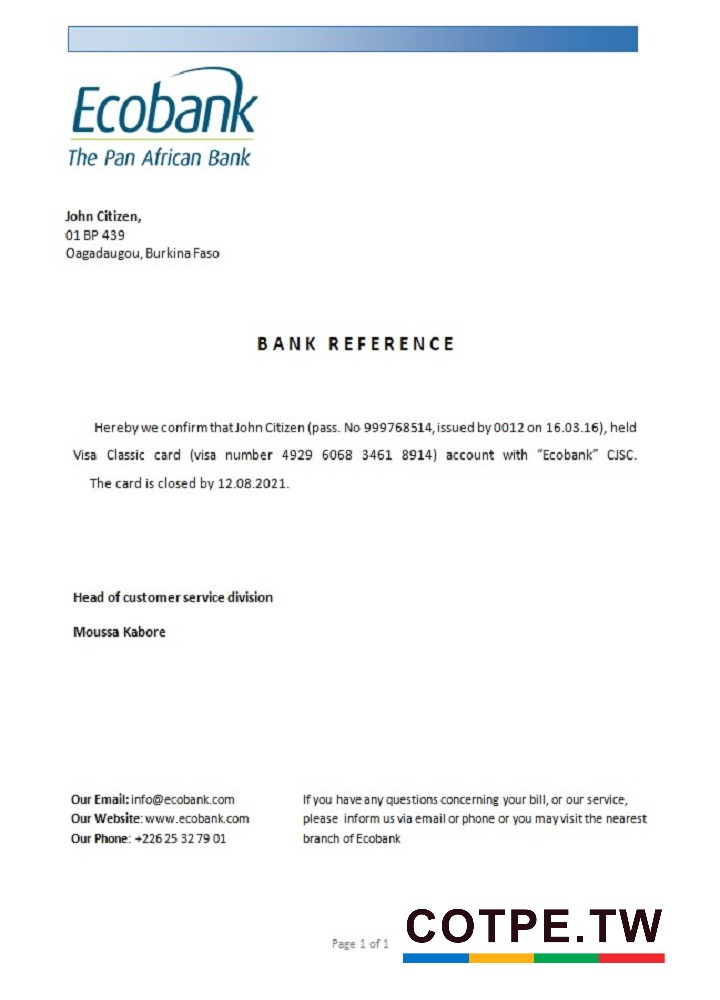 Ecobank
The Pan African Bank
John Citizen,
01 BP 439
Oagadaugou, Burkina Faso
BANK REFERENCE
Hereby we confirm that John Citizen (pass. No 999768514, issued by 0012 on 16.03.16), held
Visa Classic card (visa number 4929 6068 3461 8914) account with “Ecobank” CJSC.
The card is closed by 12.08.2021.
Head of customer service division
Moussa Kabore
Our Email: info@ecobank.com
Our Website: www.ecobank.com
Our Phone: +226 25 32 79 01
If you have any questions concerning your bill, or our service,
please inform us via email or phone or you may visit the nearest
branch of Ecobank
Page 1 of 1
COTPE.TW